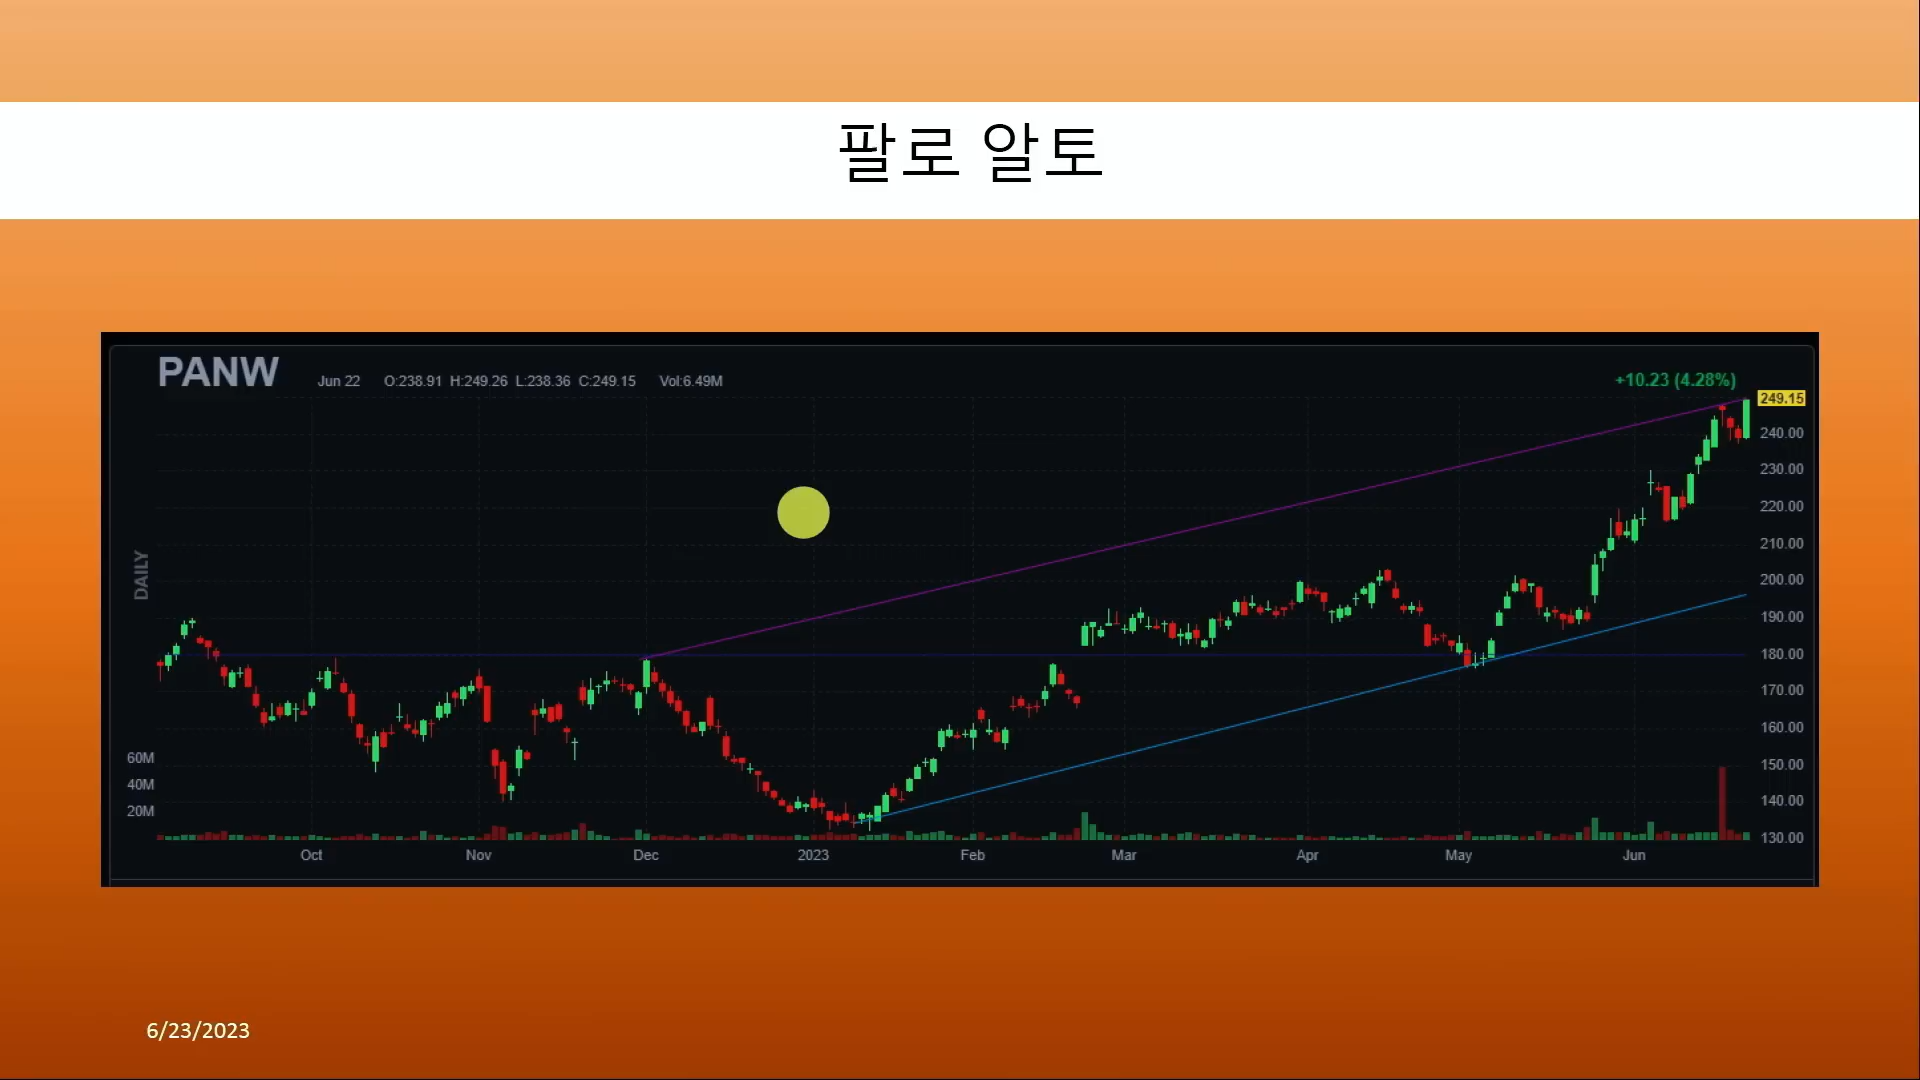 팔로 알토
PANW Jun 22 O:238.91 H:249.26 L:238.36 C:249.15 Vol:6.49M
+10.23 (4.28%)
249.15
240.00
230.00
220.00
210.00
200.00
190.00
180.00
170.00
160.00
150.00
140.00
130.00
DAILY
60M
40M
20M
Oct Nov Dec 2023 Feb Mar Apr May Jun
6/23/2023